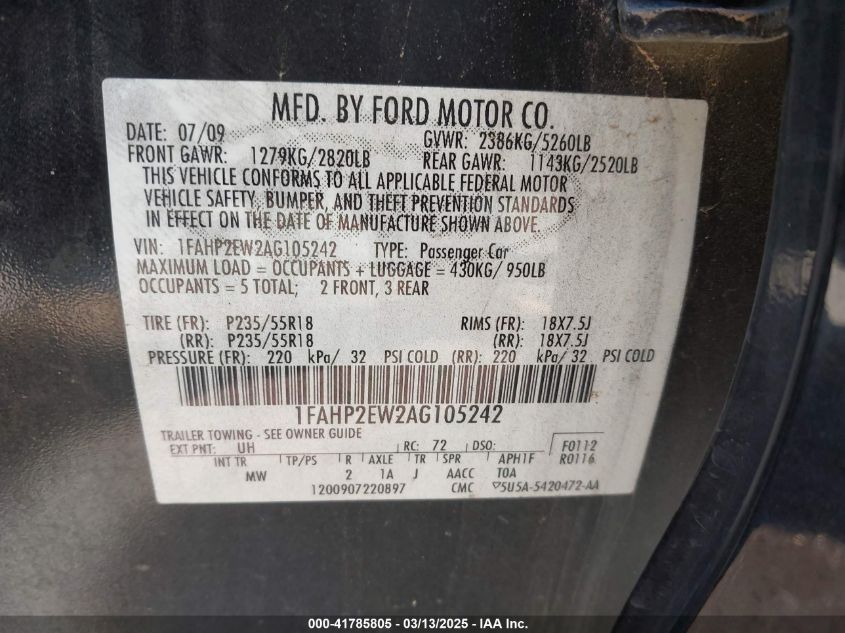 MFD. BY FORD MOTOR CO.
DATE: 07/09 GVWR: 2386KG/5260LB
FRONT GAWR: 1279KG/2820LB REAR GAWR: 1143KG/2520LB
THIS VEHICLE CONFORMS TO ALL APPLICABLE FEDERAL MOTOR
VEHICLE SAFETY, BUMPER, AND THEFT PREVENTION STANDARDS
IN EFFECT ON THE DATE OF MANUFACTURE SHOWN ABOVE.
VIN: 1FAHP2EW2AG105242 TYPE: Passenger Car
MAXIMUM LOAD = OCCUPANTS + LUGGAGE = 430KG/ 950LB
OCCUPANTS = 5 TOTAL; 2 FRONT, 3 REAR
TIRE (FR): P235/55R18 RIMS (FR): 18X7.5J
(RR): P235/55R18 (RR): 18X7.5J
PRESSURE (FR): 220 kPa/ 32 PSI COLD (RR): 220 kPa/ 32 PSI COLD
1FAHP2EW2AG105242
TRAILER TOWING - SEE OWNER GUIDE
EXT PNT: UH RC: 72 DSO: F0112
INT TR TP/PS R AXLE TR SPR APH1F R0116
MW 2 1A J AACC TOA
1200907220897 CMC ▽5U5A-5420472-AA
000-41785805 - 03/13/2025 - IAA Inc.